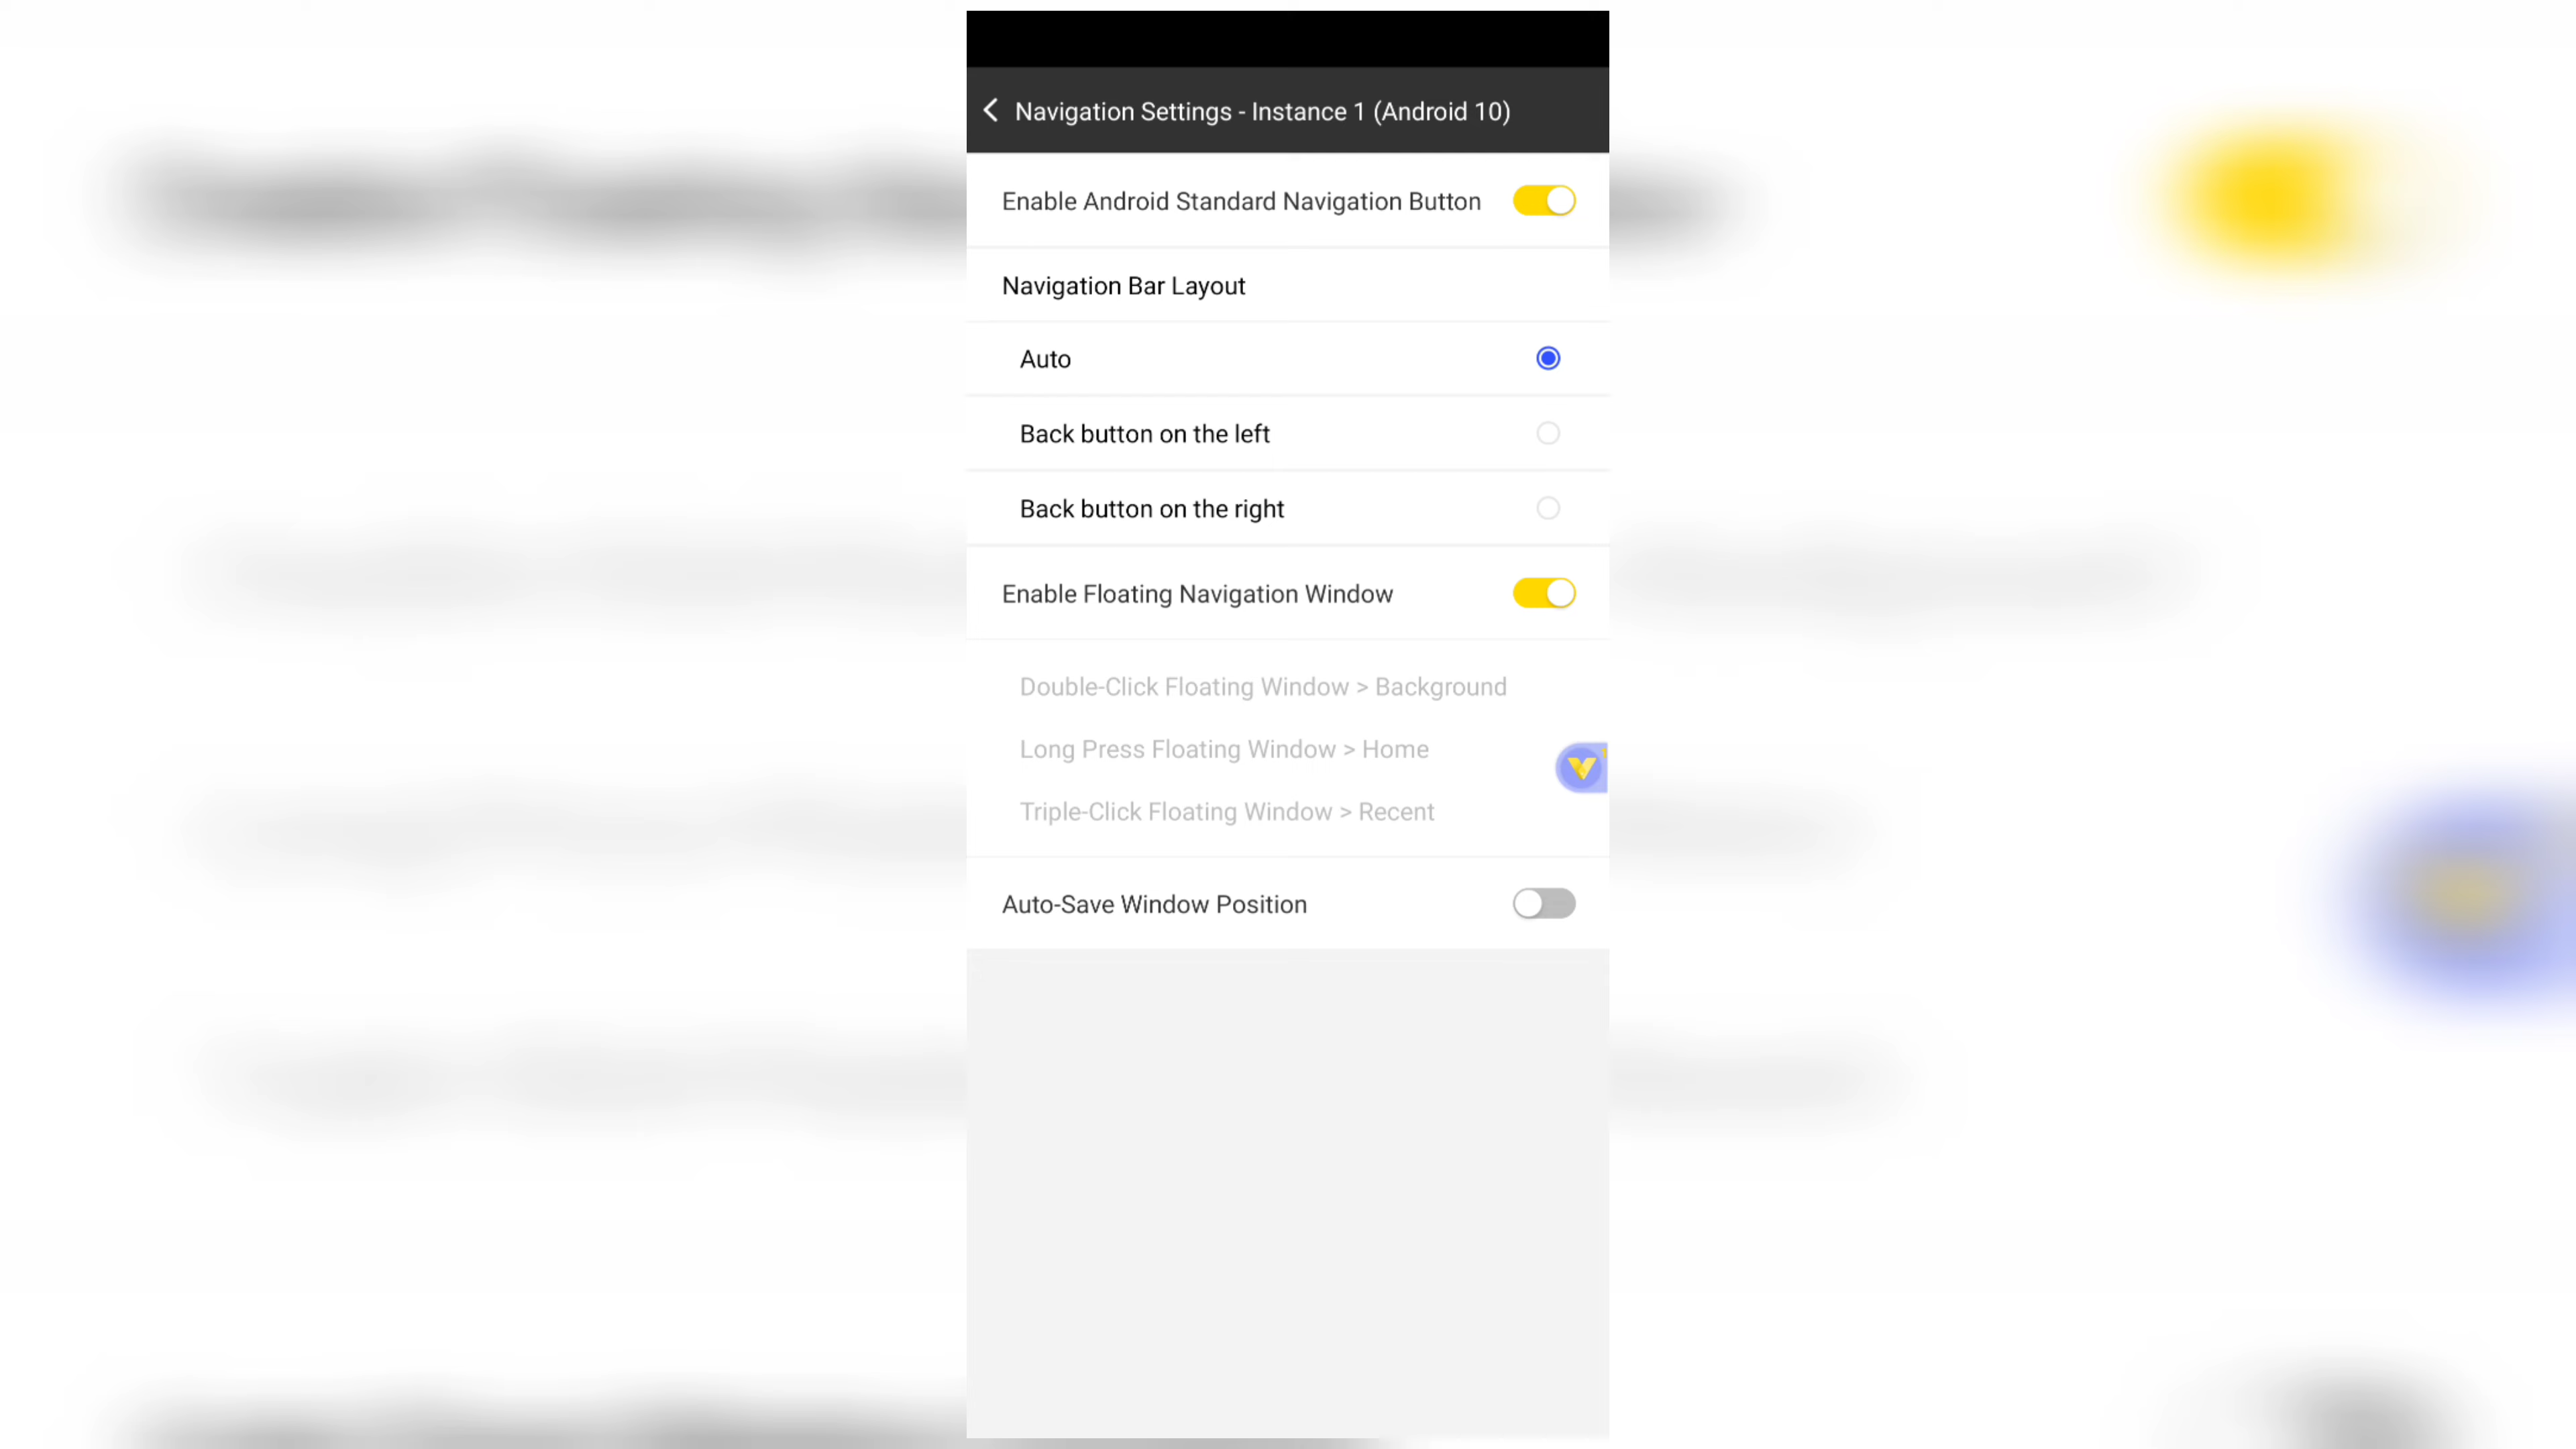 Navigation Settings - Instance 1 (Android 10)
Enable Android Standard Navigation Button
Navigation Bar Layout
Auto
Back button on the left
Back button on the right
Enable Floating Navigation Window
Double-Click Floating Window > Background
Long Press Floating Window > Home
Triple-Click Floating Window > Recent
Auto-Save Window Position